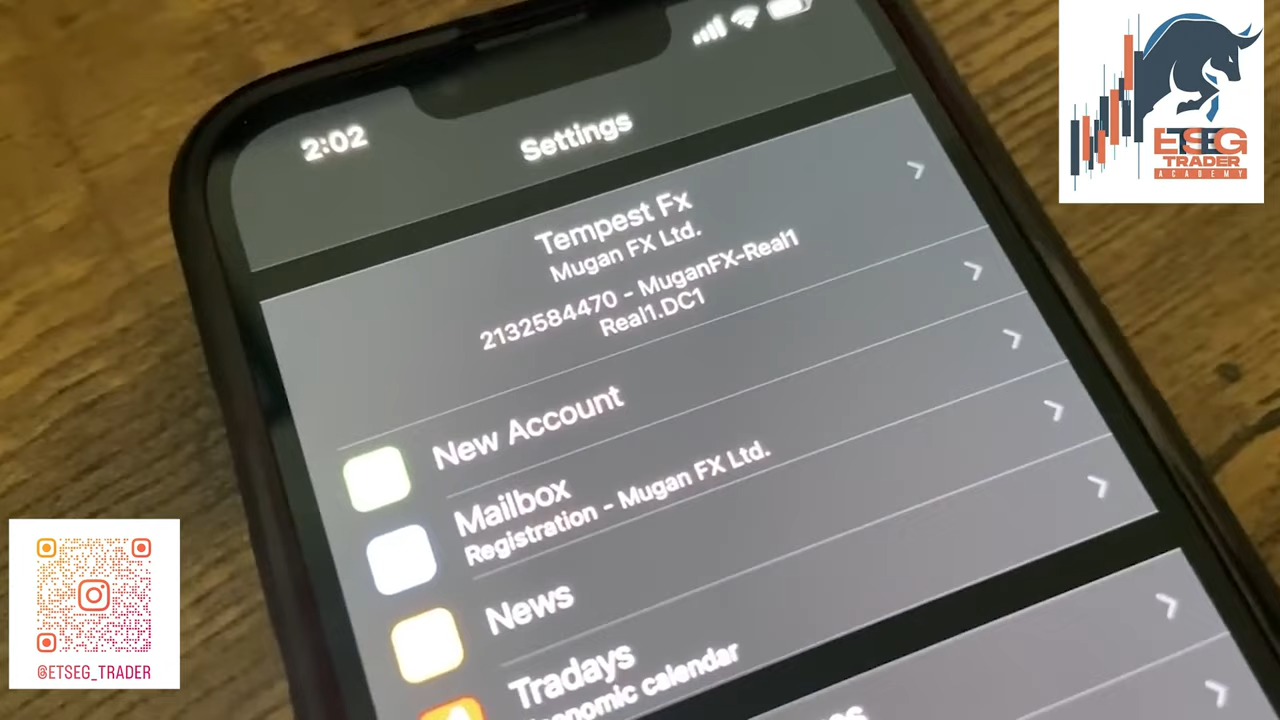 2:02
Settings
Tempest Fx
Mugan FX Ltd.
2132584470 - MuganFX-Real1
Real1.DC1
New Account
Mailbox
Registration - Mugan FX Ltd.
News
Tradays
ETSEG
TRADER
ACADEMY
@ETSEG_TRADER